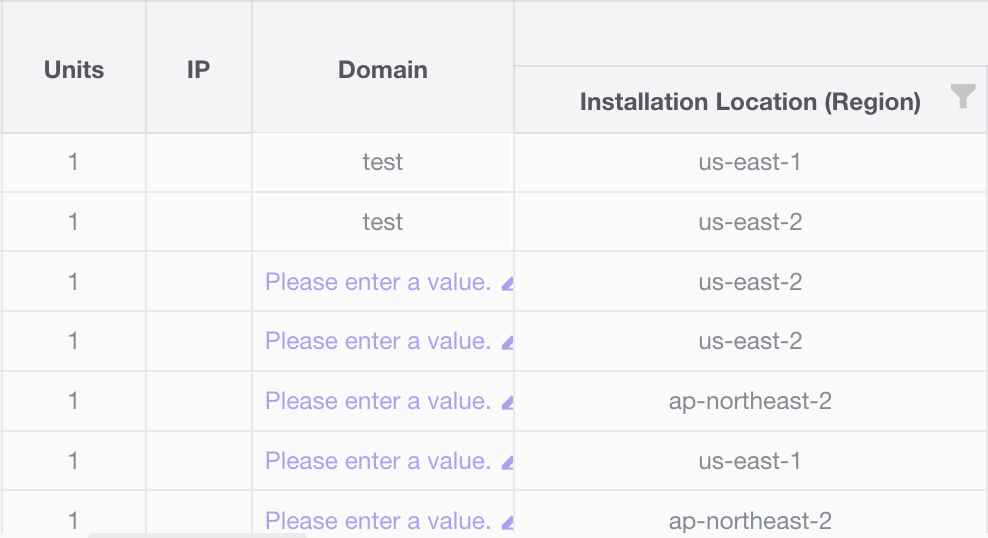 Units IP Domain
Installation Location (Region)
1 test us-east-1
1 test us-east-2
1 Please enter a value. us-east-2
1 Please enter a value. us-east-2
1 Please enter a value. ap-northeast-2
1 Please enter a value. us-east-1
1 Please enter a value. ap-northeast-2